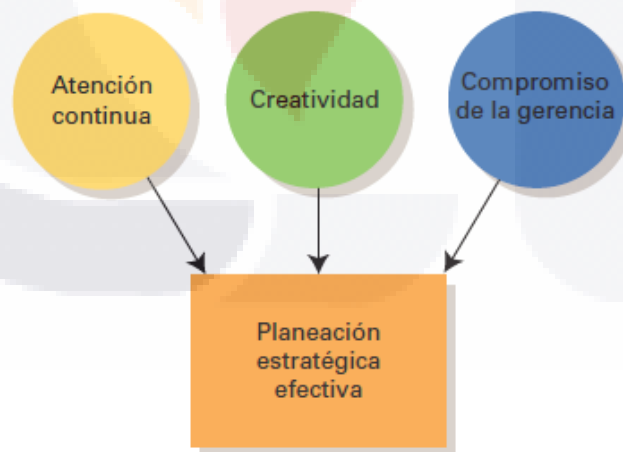 Atención
continua
Creatividad
Compromiso
de la gerencia
Planeación
estratégica
efectiva